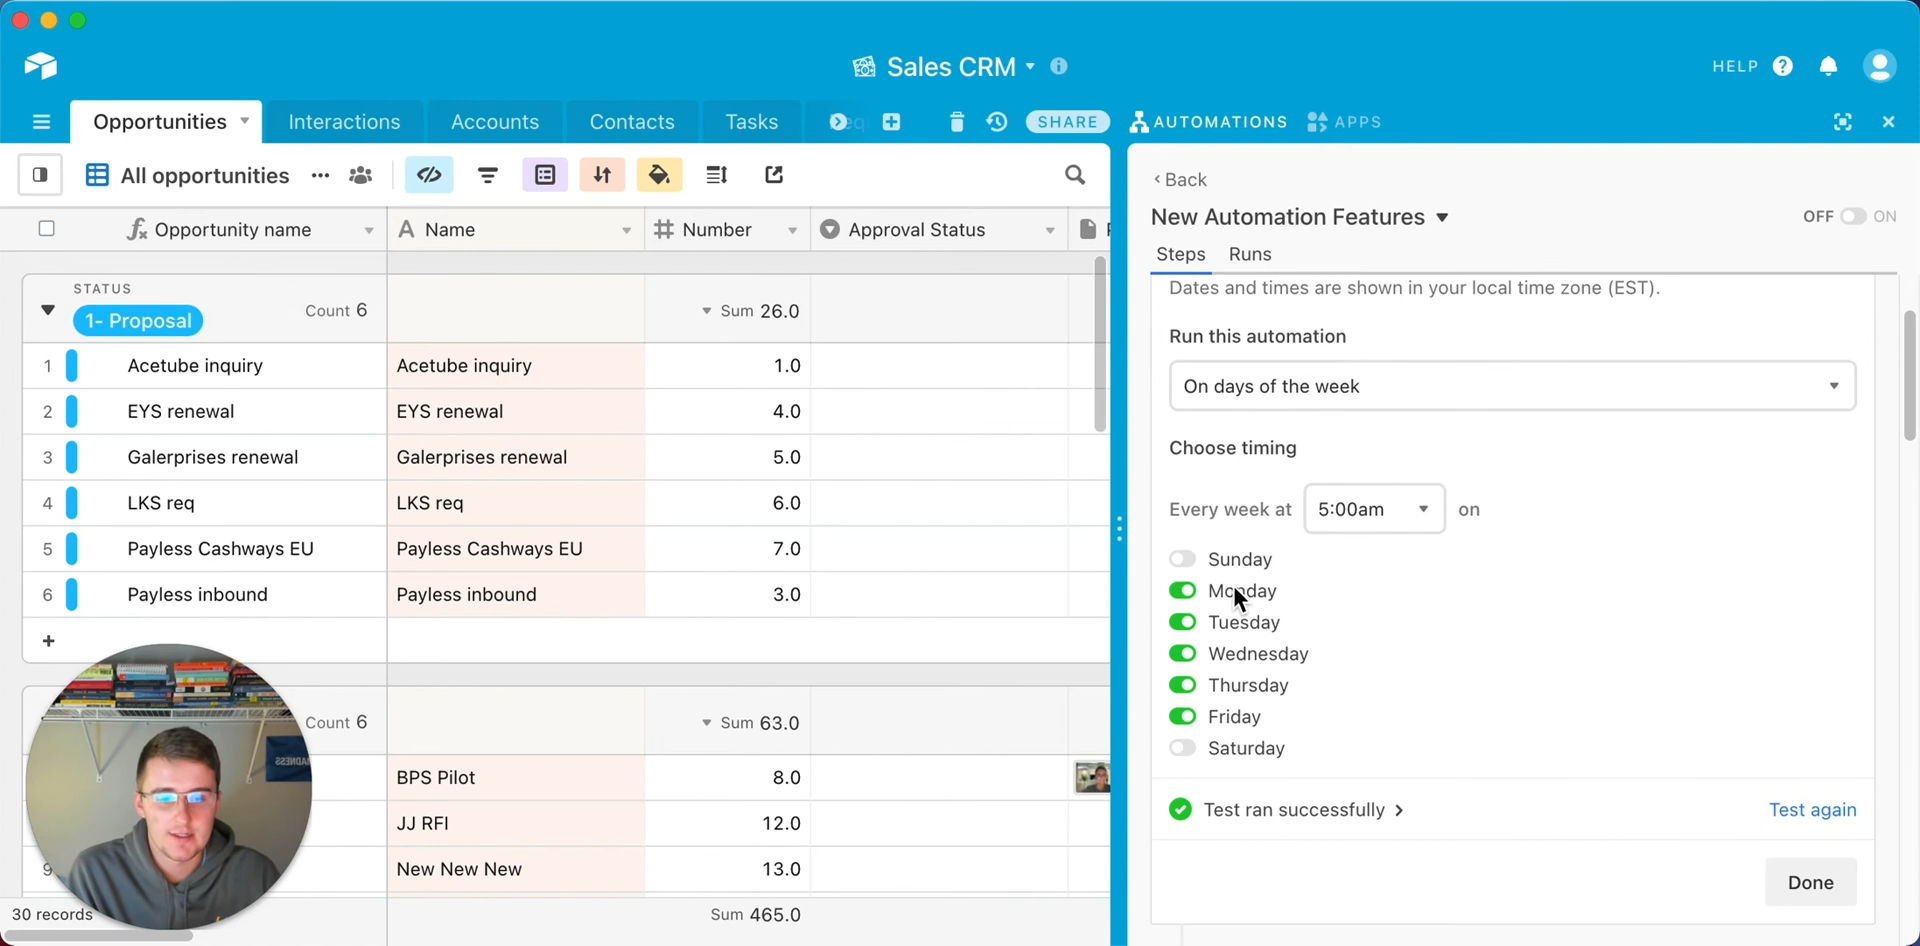 Sales CRM
HELP
Opportunities
Interactions
Accounts
Contacts
Tasks
SHARE
AUTOMATIONS
APPS
All opportunities
Opportunity name
Name
Number
Approval Status
STATUS
1- Proposal
Count 6
Sum 26.0
1 Acetube inquiry Acetube inquiry 1.0
2 EYS renewal EYS renewal 4.0
3 Galerprises renewal Galerprises renewal 5.0
4 LKS req LKS req 6.0
5 Payless Cashways EU Payless Cashways EU 7.0
6 Payless inbound Payless inbound 3.0
+
Count 6
Sum 63.0
BPS Pilot 8.0
JJ RFI 12.0
9 New New New 13.0
30 records
Sum 465.0
Back
New Automation Features
OFF ON
Steps
Runs
Dates and times are shown in your local time zone (EST).
Run this automation
On days of the week
Choose timing
Every week at 5:00am on
Sunday
Monday
Tuesday
Wednesday
Thursday
Friday
Saturday
Test ran successfully
Test again
Done